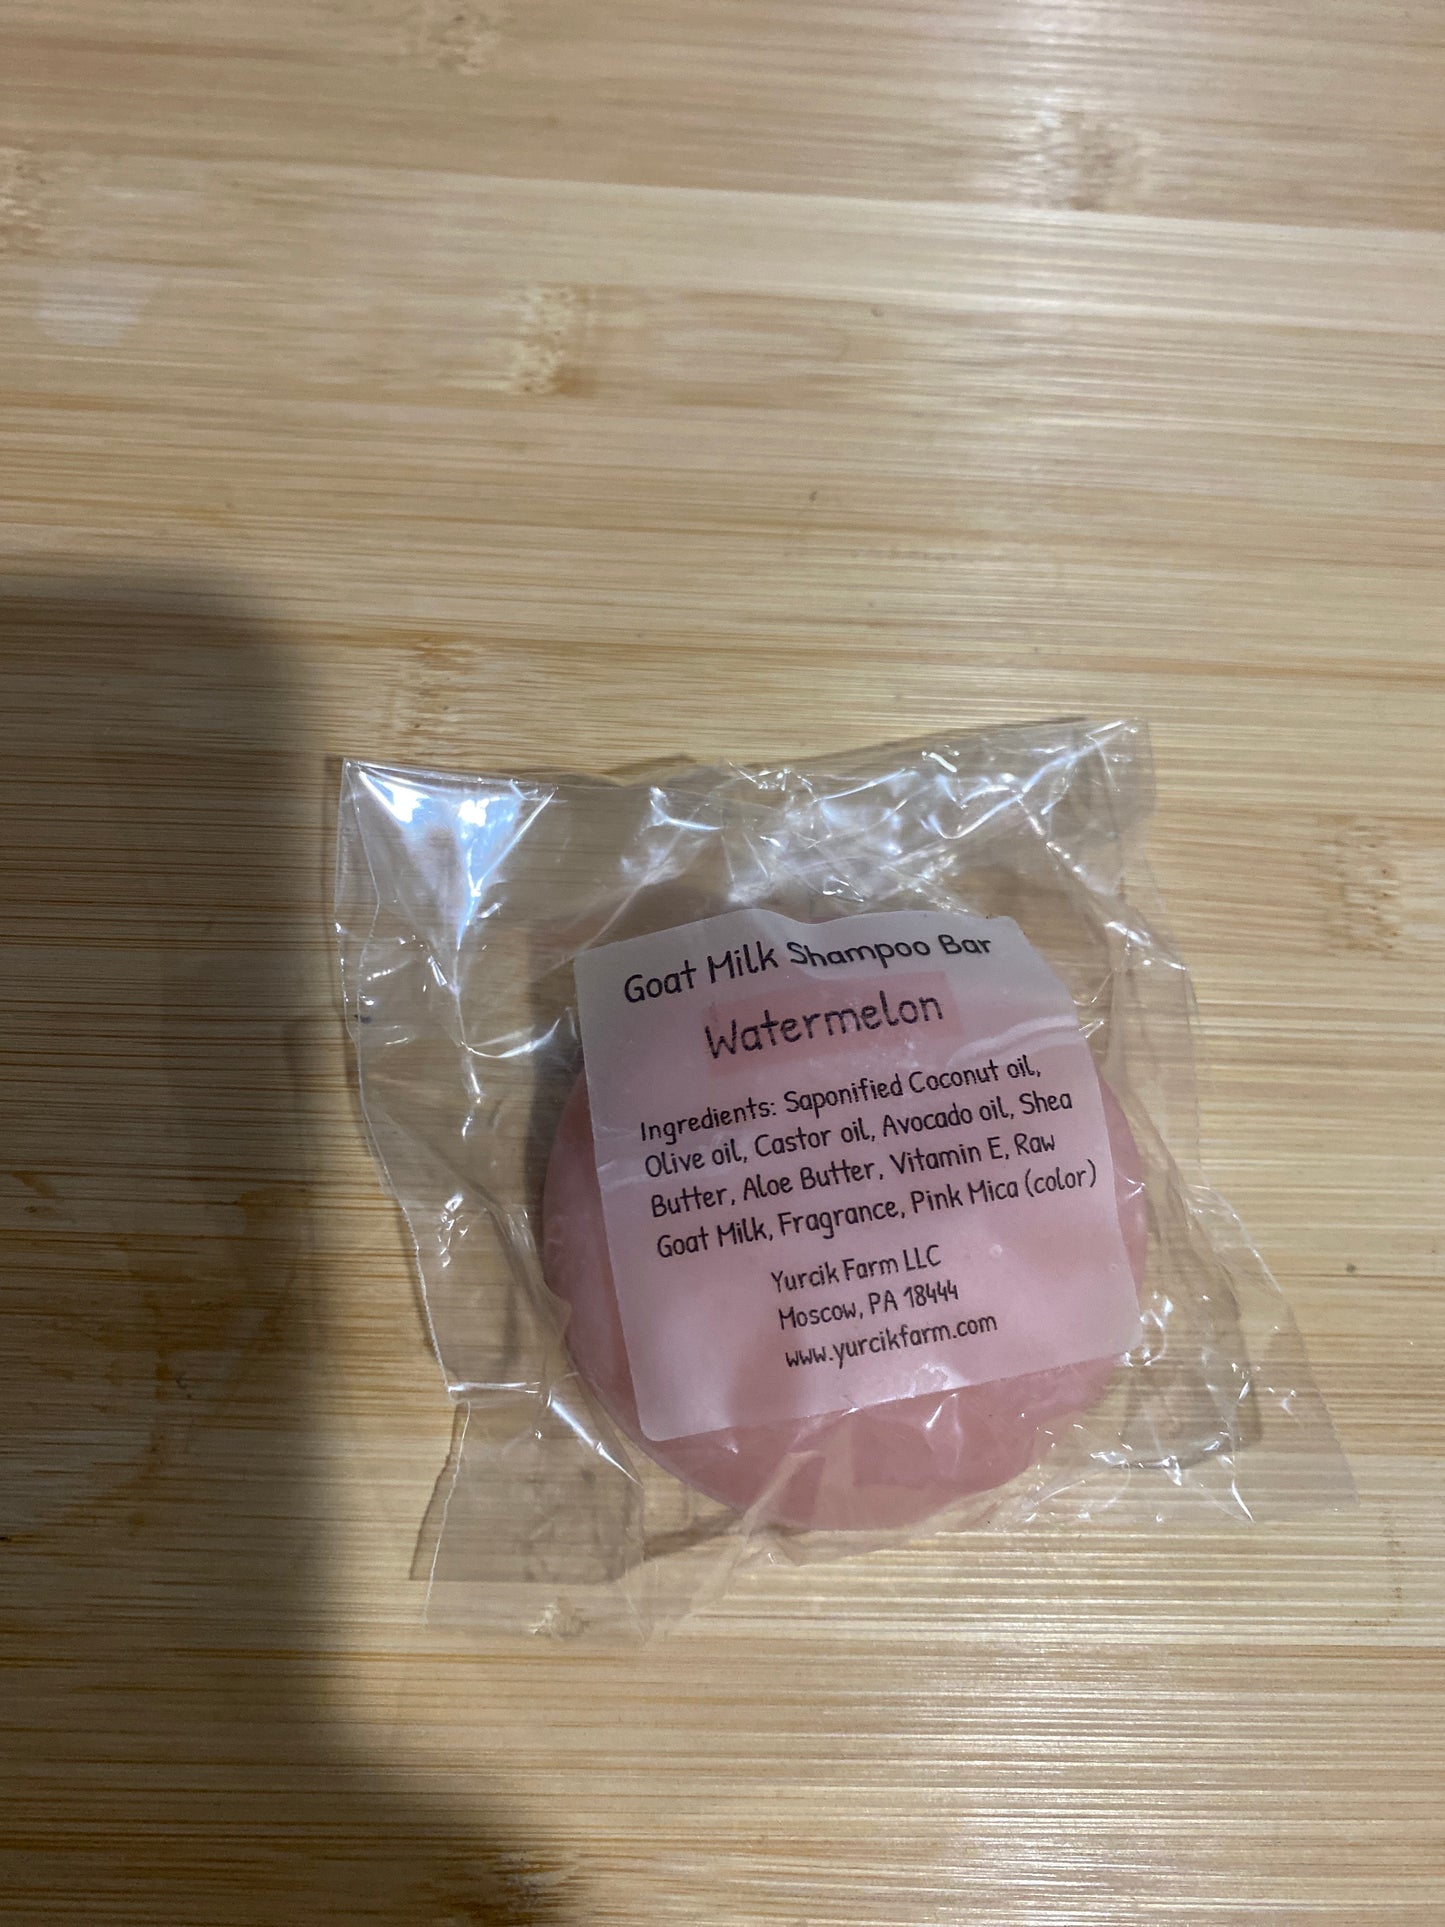 Goat Milk Shampoo Bar
Watermelon
Ingredients: Saponified Coconut oil,
Olive oil, Castor oil, Avocado oil, Shea
Butter, Aloe Butter, Vitamin E, Raw
Goat Milk, Fragrance, Pink Mica (color)
Yurcik Farm LLC
Moscow, PA 18444
www.yurcikfarm.com